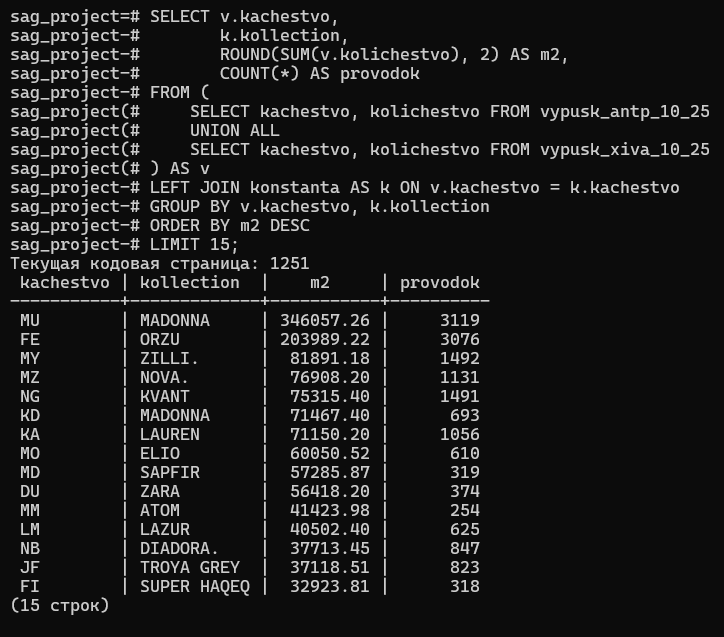 sag_project=# SELECT v.kachestvo,
sag_project-#        k.kollection,
sag_project-#        ROUND(SUM(v.kolichestvo), 2) AS m2,
sag_project-#        COUNT(*) AS provodok
sag_project-# FROM (
sag_project(#     SELECT kachestvo, kolichestvo FROM vypusk_antp_10_25
sag_project(#     UNION ALL
sag_project(#     SELECT kachestvo, kolichestvo FROM vypusk_xiva_10_25
sag_project(# ) AS v
sag_project-# LEFT JOIN konstanta AS k ON v.kachestvo = k.kachestvo
sag_project-# GROUP BY v.kachestvo, k.kollection
sag_project-# ORDER BY m2 DESC
sag_project-# LIMIT 15;
Текущая кодовая страница: 1251
 kachestvo | kollection  |    m2     | provodok
-----------+-------------+-----------+----------
 MU        | MADONNA     | 346057.26 |     3119
 FE        | ORZU        | 203989.22 |     3076
 MY        | ZILLI.      |  81891.18 |     1492
 MZ        | NOVA.       |  76908.20 |     1131
 NG        | KVANT       |  75315.40 |     1491
 KD        | MADONNA     |  71467.40 |      693
 KA        | LAUREN      |  71150.20 |     1056
 MO        | ELIO        |  60050.52 |      610
 MD        | SAPFIR      |  57285.87 |      319
 DU        | ZARA        |  56418.20 |      374
 MM        | ATOM        |  41423.98 |      254
 LM        | LAZUR       |  40502.40 |      625
 NB        | DIADORA.    |  37713.45 |      847
 JF        | TROYA GREY  |  37118.51 |      823
 FI        | SUPER HAQEQ |  32923.81 |      318
(15 строк)